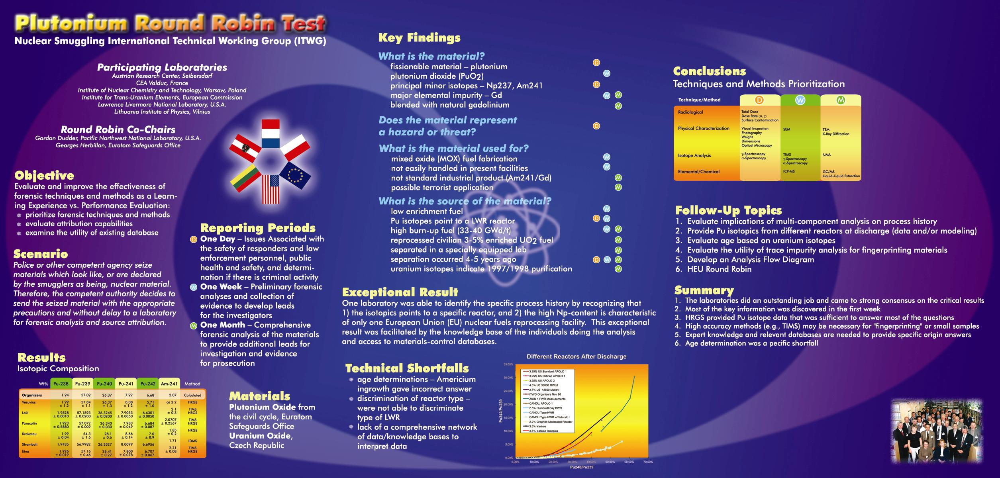 Plutonium Round Robin Test
Nuclear Smuggling International Technical Working Group (ITWG)
Participating Laboratories
Austrian Research Center, Seibersdorf
CEA Valduc, France
Institute of Nuclear Chemistry and Technology, Warsaw, Poland
Institute for Trans-Uranium Elements, European Commission
Lawrence Livermore National Laboratory, U.S.A.
Lithuania Institute of Physics, Vilnius
Round Robin Co-Chairs
Gordon Dudder, Pacific Northwest National Laboratory, U.S.A.
Georges Herbillon, Euratom Safeguards Office
Objective
Evaluate and improve the effectiveness of
forensic techniques and methods as a Learn-
ing Experience vs. Performance Evaluation:
prioritize forensic techniques and methods
evaluate attribution capabilities
examine the utility of existing database
Scenario
Police or other competent agency seize
materials which look like, or are declared
by the smugglers as being, nuclear material.
Therefore, the competent authority decides to
send the seized material with the appropriate
precautions and without delay to a laboratory
for forensic analysis and source attribution.
Reporting Periods
D One Day – Issues Associated with
the safety of responders and law
enforcement personnel, public
health and safety, and determi-
nation if there is criminal activity
W One Week – Preliminary forensic
analyses and collection of
evidence to develop leads
for the investigators
M One Month – Comprehensive
forensic analysis of the materials
to provide additional leads for
investigation and evidence
for prosecution
Results
Isotopic Composition
Wt% Pu-238 Pu-239 Pu-240 Pu-241 Pu-242 Am-241 Method
Organizers 1.94 57.09 26.37 7.92 6.68 2.07 Calculated
Vesuvius 1.99 57.84 26.37 8.08 5.71 ca 2.2 HRGS
± 1.2 ± 1.1 ± 1.3 ± 1.2 ± 1.0
2.1 TIMS
Laki 1.9528 57.1893 26.3245 7.9033 6.6301 ± 0.3 HRGS
± 0.0010 ± 0.0200 ± 0.0200 ± 0.0050 ± 0.0050
2.0707 TIMS
Paracutin 1.923 57.072 26.340 7.983 6.684 ± 0.2567 HRGS
± 0.5880 ± 0.009 ± 0.030 ± 0.049 ± 0.087
1.85 HRGS
Krakatau 1.99 54.3 28.1 8.66 7.0 ± 0.2
± 0.04 ± 1.6 ± 0.6 ± 0.14 ± 0.9
1.71 IDMS
Stromboli 1.9435 56.9982 26.3527 8.0099 6.6956
2.21 TIMS
Etna 1.926 57.16 26.41 7.800 6.707 ± 0.08 HRGS
± 0.019 ± 0.46 ± 0.27 ± 0.078 ± 0.067
Materials
Plutonium Oxide from
the civil cycle, Euratom
Safeguards Office
Uranium Oxide,
Czech Republic
Key Findings
What is the material?
fissionable material – plutonium D
plutonium dioxide (PuO2) W
principal minor isotopes – Np237, Am241 D
major elemental impurity – Gd W M
blended with natural gadolinium M
Does the material represent
a hazard or threat? D
What is the material used for?
mixed oxide (MOX) fuel fabrication W
not easily handled in present facilities W
not standard industrial product (Am241/Gd) M
possible terrorist application M
What is the source of the material?
low enrichment fuel W
Pu isotopes point to a LWR reactor D W
high burn-up fuel (33-40 GWd/t) W M
reprocessed civilian 3-5% enriched UO2 fuel M
separated in a specially equipped lab M
separation occurred 4-5 years ago D W M
uranium isotopes indicate 1997/1998 purification M
Exceptional Result
One laboratory was able to identify the specific process history by recognizing that
1) the isotopics points to a specific reactor, and 2) the high Np-content is characteristic
of only one European Union (EU) nuclear fuels reprocessing facility. This exceptional
result was facilitated by the knowledge base of the individuals doing the analysis
and access to materials-control databases.
Technical Shortfalls
age determinations – Americium
ingrowth gave incorrect answer
discrimination of reactor type –
were not able to discriminate
type of LWR
lack of a comprehensive network
of data/knowledge bases to
interpret data
Different Reactors After Discharge
Pu242/Pu239
35.00%
30.00%
25.00%
20.00%
15.00%
10.00%
5.00%
0.00%
3.25% U5 Standard APOLO 1
3.25% U5 Refined APOLO 1
3.25% U5 APOLO 2
4.5% U5 33000 MWd/t
3.7% U5 43500 MWd/t
ITWG Organizers Nov 98
ZION 1 PWR Measurements
CANDU, APOLO 1
2.5% Humboldt Bay BWR
CANDU Type HWR
CANDU Type HWR w/Natural U
2.2% Graphite-Moderated Reastor
3.5% Yankee
3.5% Yankee Isotopics
0.00% 10.00% 20.00% 30.00% 40.00% 50.00% 60.00% 70.00%
Pu240/Pu239
Conclusions
Techniques and Methods Prioritization
Technique/Method D W M
Radiological Total Dose
Dose Rate (α, γ)
Surface Contamination
Physical Characterization Visual Inspection SEM TEM
Photography X-Ray Diffraction
Weight
Dimensions
Optical Microscopy
Isotope Analysis γ-Spectroscopy TIMS SIMS
α-Spectroscopy γ-Spectroscopy
α-Spectroscopy
Elemental/Chemical ICP-MS GC/MS
Liquid-Liquid Extraction
Follow-Up Topics
1. Evaluate implications of multi-component analysis on process history
2. Provide Pu isotopics from different reactors at discharge (data and/or modeling)
3. Evaluate age based on uranium isotopes
4. Evaluate the utility of trace impurity analysis for fingerprinting materials
5. Develop an Analysis Flow Diagram
6. HEU Round Robin
Summary
1. The laboratories did an outstanding job and came to strong consensus on the critical results
2. Most of the key information was discovered in the first week
3. HRGS provided Pu isotope data that was sufficient to answer most of the questions
4. High accuracy methods (e.g., TIMS) may be necessary for "fingerprinting" or small samples
5. Expert knowledge and relevant databases are needed to provide specific origin answers
6. Age determination was a pecific shortfall